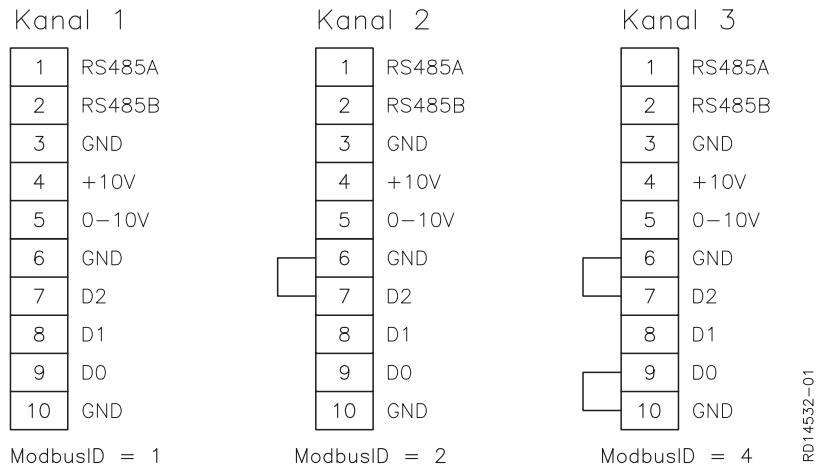 Kanal 1
1 RS485A
2 RS485B
3 GND
4 +10V
5 0-10V
6 GND
7 D2
8 D1
9 D0
10 GND
ModbusID = 1
Kanal 2
1 RS485A
2 RS485B
3 GND
4 +10V
5 0-10V
6 GND
7 D2
8 D1
9 D0
10 GND
ModbusID = 2
Kanal 3
1 RS485A
2 RS485B
3 GND
4 +10V
5 0-10V
6 GND
7 D2
8 D1
9 D0
10 GND
ModbusID = 4
RD14532-01